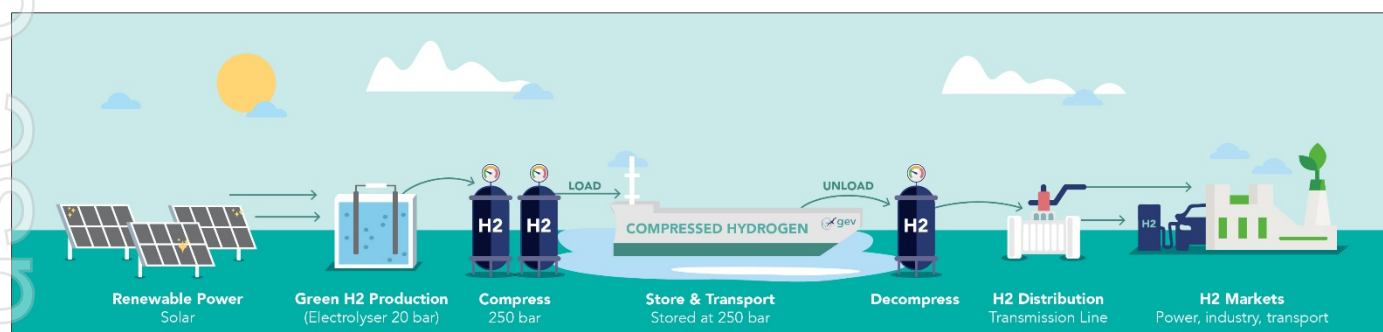 LOAD
UNLOAD
H2
H2
COMPRESSED HYDROGEN
gev
H2
H2
Renewable Power
Solar
Green H2 Production
(Electrolyser 20 bar)
Compress
250 bar
Store & Transport
Stored at 250 bar
Decompress
H2 Distribution
Transmission Line
H2 Markets
Power, industry, transport